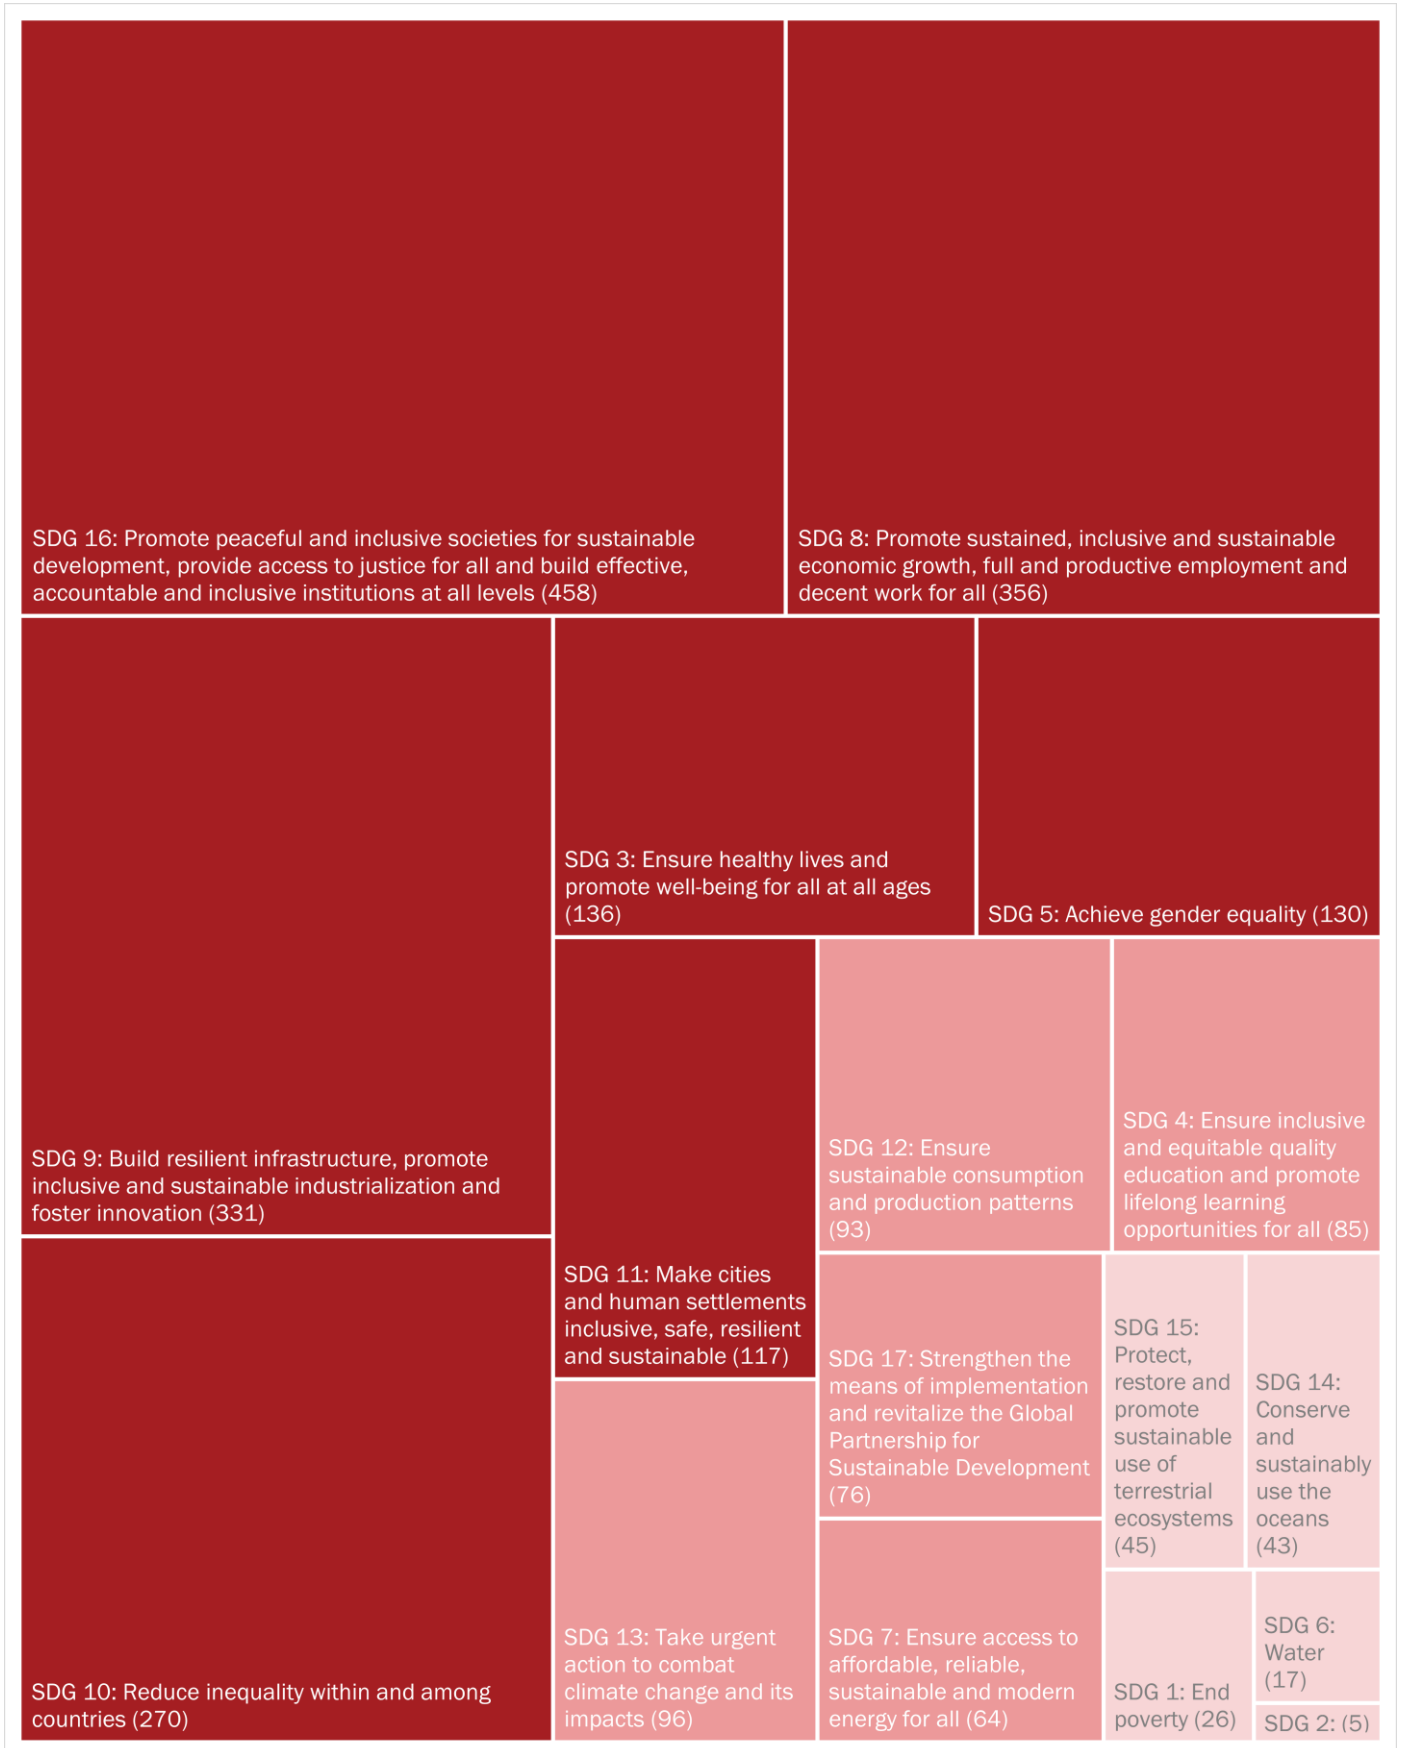 SDG 16: Promote peaceful and inclusive societies for sustainable
development, provide access to justice for all and build effective,
accountable and inclusive institutions at all levels (458)
SDG 8: Promote sustained, inclusive and sustainable
economic growth, full and productive employment and
decent work for all (356)
SDG 9: Build resilient infrastructure, promote
inclusive and sustainable industrialization and
foster innovation (331)
SDG 3: Ensure healthy lives and
promote well-being for all at all ages
(136)
SDG 5: Achieve gender equality (130)
SDG 10: Reduce inequality within and among
countries (270)
SDG 11: Make cities
and human settlements
inclusive, safe, resilient
and sustainable (117)
SDG 12: Ensure
sustainable consumption
and production patterns
(93)
SDG 4: Ensure inclusive
and equitable quality
education and promote
lifelong learning
opportunities for all (85)
SDG 13: Take urgent
action to combat
climate change and its
impacts (96)
SDG 17: Strengthen the
means of implementation
and revitalize the Global
Partnership for
Sustainable Development
(76)
SDG 7: Ensure access to
affordable, reliable,
sustainable and modern
energy for all (64)
SDG 15:
Protect,
restore and
promote
sustainable
use of
terrestrial
ecosystems
(45)
SDG 14:
Conserve
and
sustainably
use the
oceans
(43)
SDG 1: End
poverty (26)
SDG 6:
Water
(17)
SDG 2: (5)